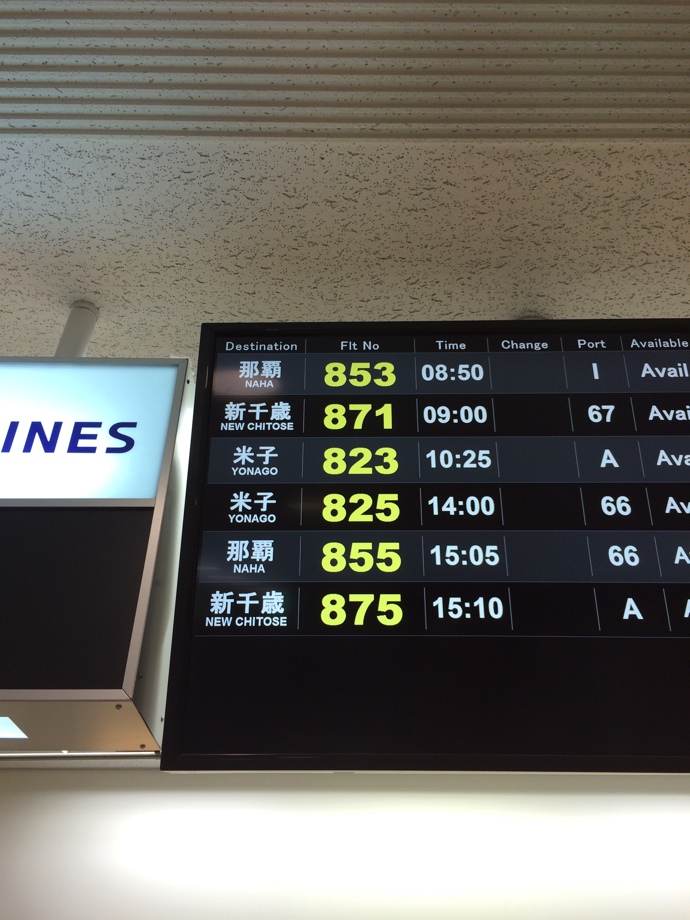 INES
Destination Flt No Time Change Port Available
那覇 853 08:50 I Avail
NAHA
新千歳 871 09:00 67 Avai
NEW CHITOSE
米子 823 10:25 A Ava
YONAGO
米子 825 14:00 66 Av
YONAGO
那覇 855 15:05 66 A
NAHA
新千歳 875 15:10 A
NEW CHITOSE